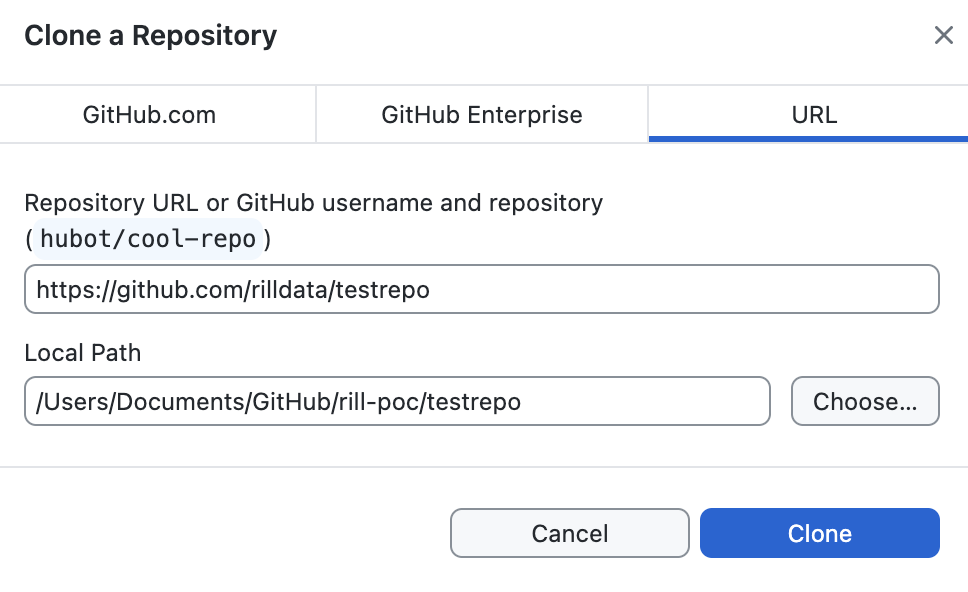 Clone a Repository
GitHub.com
GitHub Enterprise
URL
Repository URL or GitHub username and repository
(hubot/cool-repo)
https://github.com/rilldata/testrepo
Local Path
/Users/Documents/GitHub/rill-poc/testrepo
Choose...
Cancel
Clone